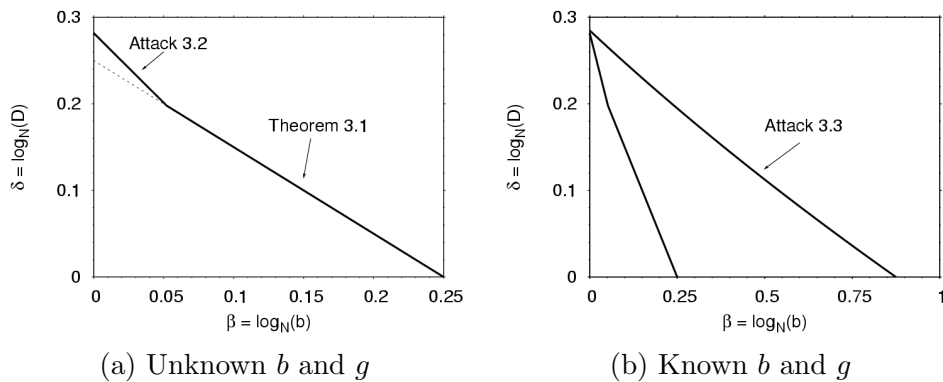 0.3
0.2
0.1
0
δ = log_N(D)
Attack 3.2
Theorem 3.1
0 0.05 0.1 0.15 0.2 0.25
β = log_N(b)
(a) Unknown b and g
0.3
0.2
0.1
0
δ = log_N(D)
Attack 3.3
0 0.25 0.5 0.75 1
β = log_N(b)
(b) Known b and g